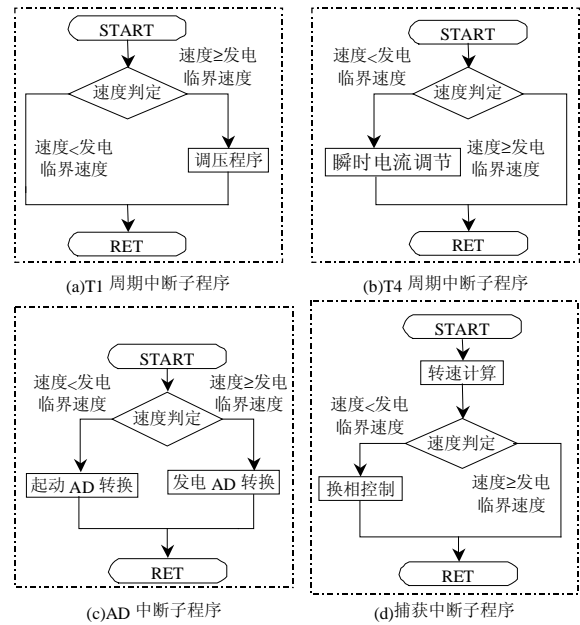 START
速度≥发电
临界速度
速度判定
速度<发电
临界速度
调压程序
RET
(a)T1 周期中断子程序
START
速度<发电
临界速度
速度判定
瞬时电流调节
速度≥发电
临界速度
RET
(b)T4 周期中断子程序
START
速度<发电
临界速度
速度≥发电
临界速度
速度判定
起动 AD 转换
发电 AD 转换
RET
(c)AD 中断子程序
START
转速计算
速度<发电
临界速度
速度判定
换相控制
速度≥发电
临界速度
RET
(d)捕获中断子程序